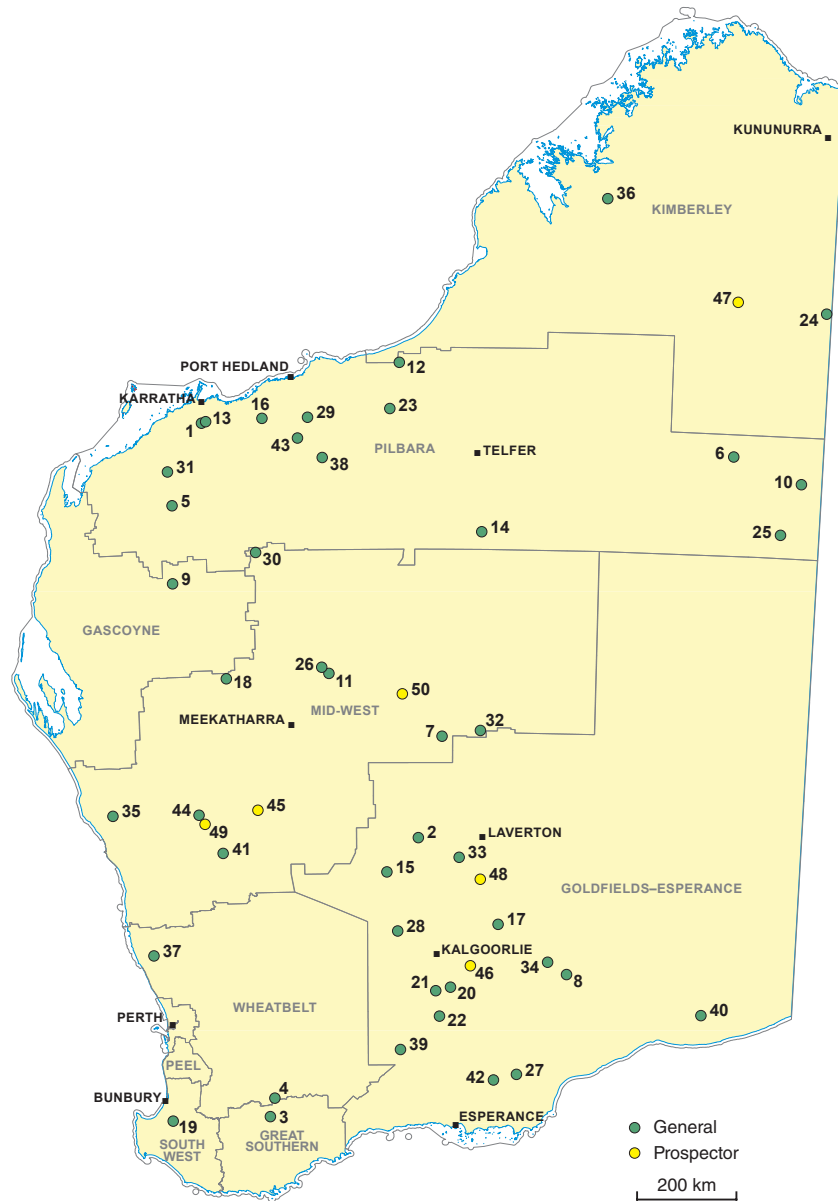 KUNUNURRA
36
KIMBERLEY
47
24
12
PORT HEDLAND
KARRATHA
1
13
16
29
23
43
38
PILBARA
TELFER
6
31
10
5
14
25
30
9
GASCOYNE
26
11
18
50
MID-WEST
MEEKATHARRA
7
32
35
44
45
49
41
2
LAVERTON
33
15
48
GOLDFIELDS–ESPERANCE
28
17
37
KALGOORLIE
46
34
8
21
20
WHEATBELT
22
40
PERTH
39
PEEL
42
27
BUNBURY
4
3
19
ESPERANCE
SOUTH
WEST
GREAT
SOUTHERN
General
Prospector
200 km